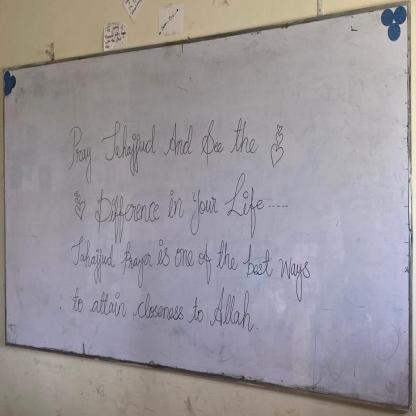 Pray Tahajjud And See the
Difference in Your Life----
Tahajjud Prayer is one of the best Ways
to attain closeness to Allah.